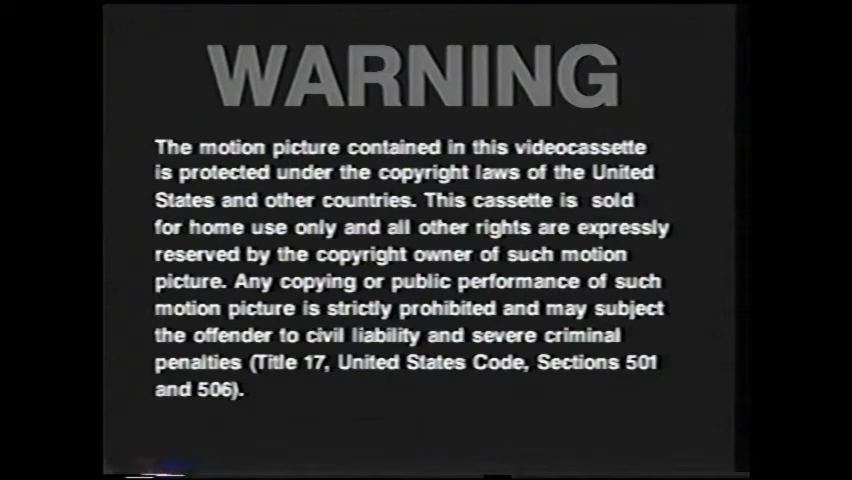 WARNING
The motion picture contained in this videocassette
is protected under the copyright laws of the United
States and other countries. This cassette is sold
for home use only and all other rights are expressly
reserved by the copyright owner of such motion
picture. Any copying or public performance of such
motion picture is strictly prohibited and may subject
the offender to civil liability and severe criminal
penalties (Title 17, United States Code, Sections 501
and 506).